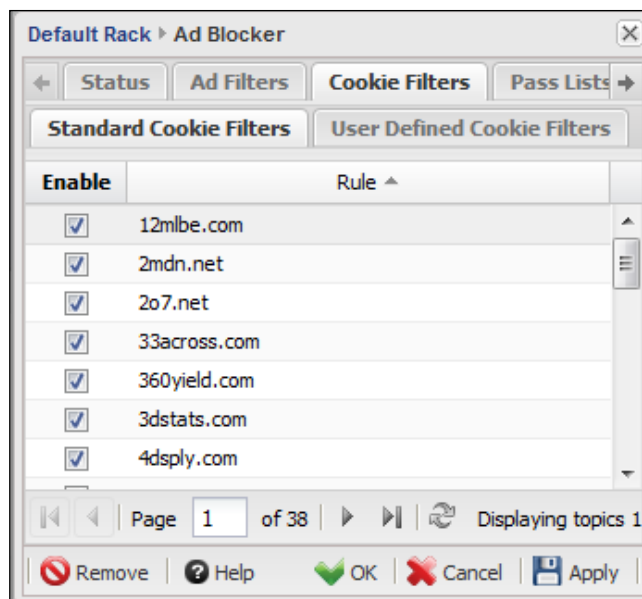 Default Rack Ad Blocker
Status Ad Filters Cookie Filters Pass Lists
Standard Cookie Filters User Defined Cookie Filters
Enable Rule
12mlbe.com
2mdn.net
2o7.net
33across.com
360yield.com
3dstats.com
4dsply.com
Page 1 of 38 Displaying topics 1
Remove Help OK Cancel Apply